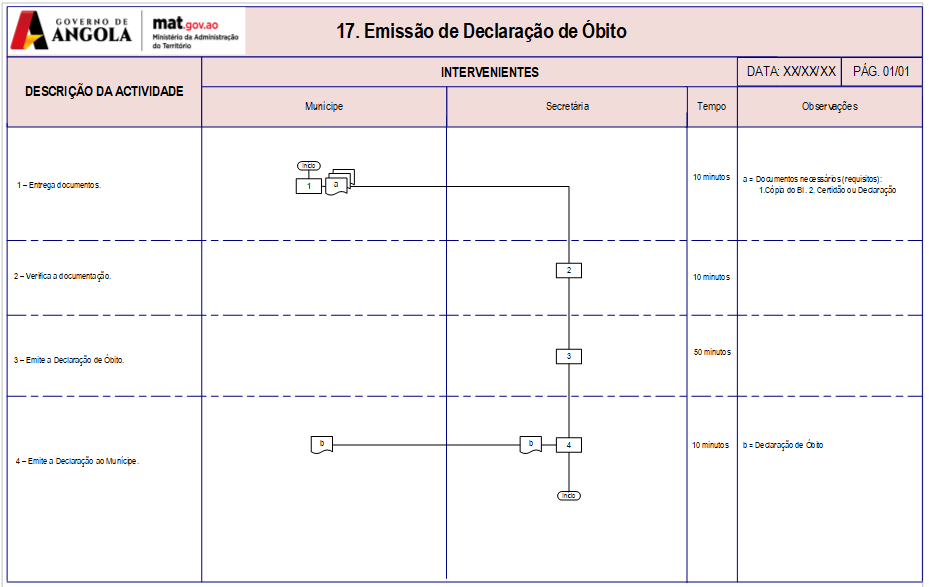 GOVERNO DE
ANGOLA
mat.gov.ao
Ministério da Administração
do Território
17. Emissão de Declaração de Óbito
DESCRIÇÃO DA ACTIVIDADE
INTERVENIENTES
DATA: XX/XX/XX
PÁG. 01/01
Munícipe
Secretária
Tempo
Observações
Início
1 – Entrega documentos.
1
a
10 minutos
a = Documentos necessários (requisitos):
1.Cópia do BI. 2. Certidão ou Declaração
2 – Verifica a documentação.
2
10 minutos
3 – Emite a Declaração de Óbito.
3
50 minutos
4 – Emite a Declaração ao Munícipe.
b
b
4
10 minutos
b = Declaração de Óbito
Início